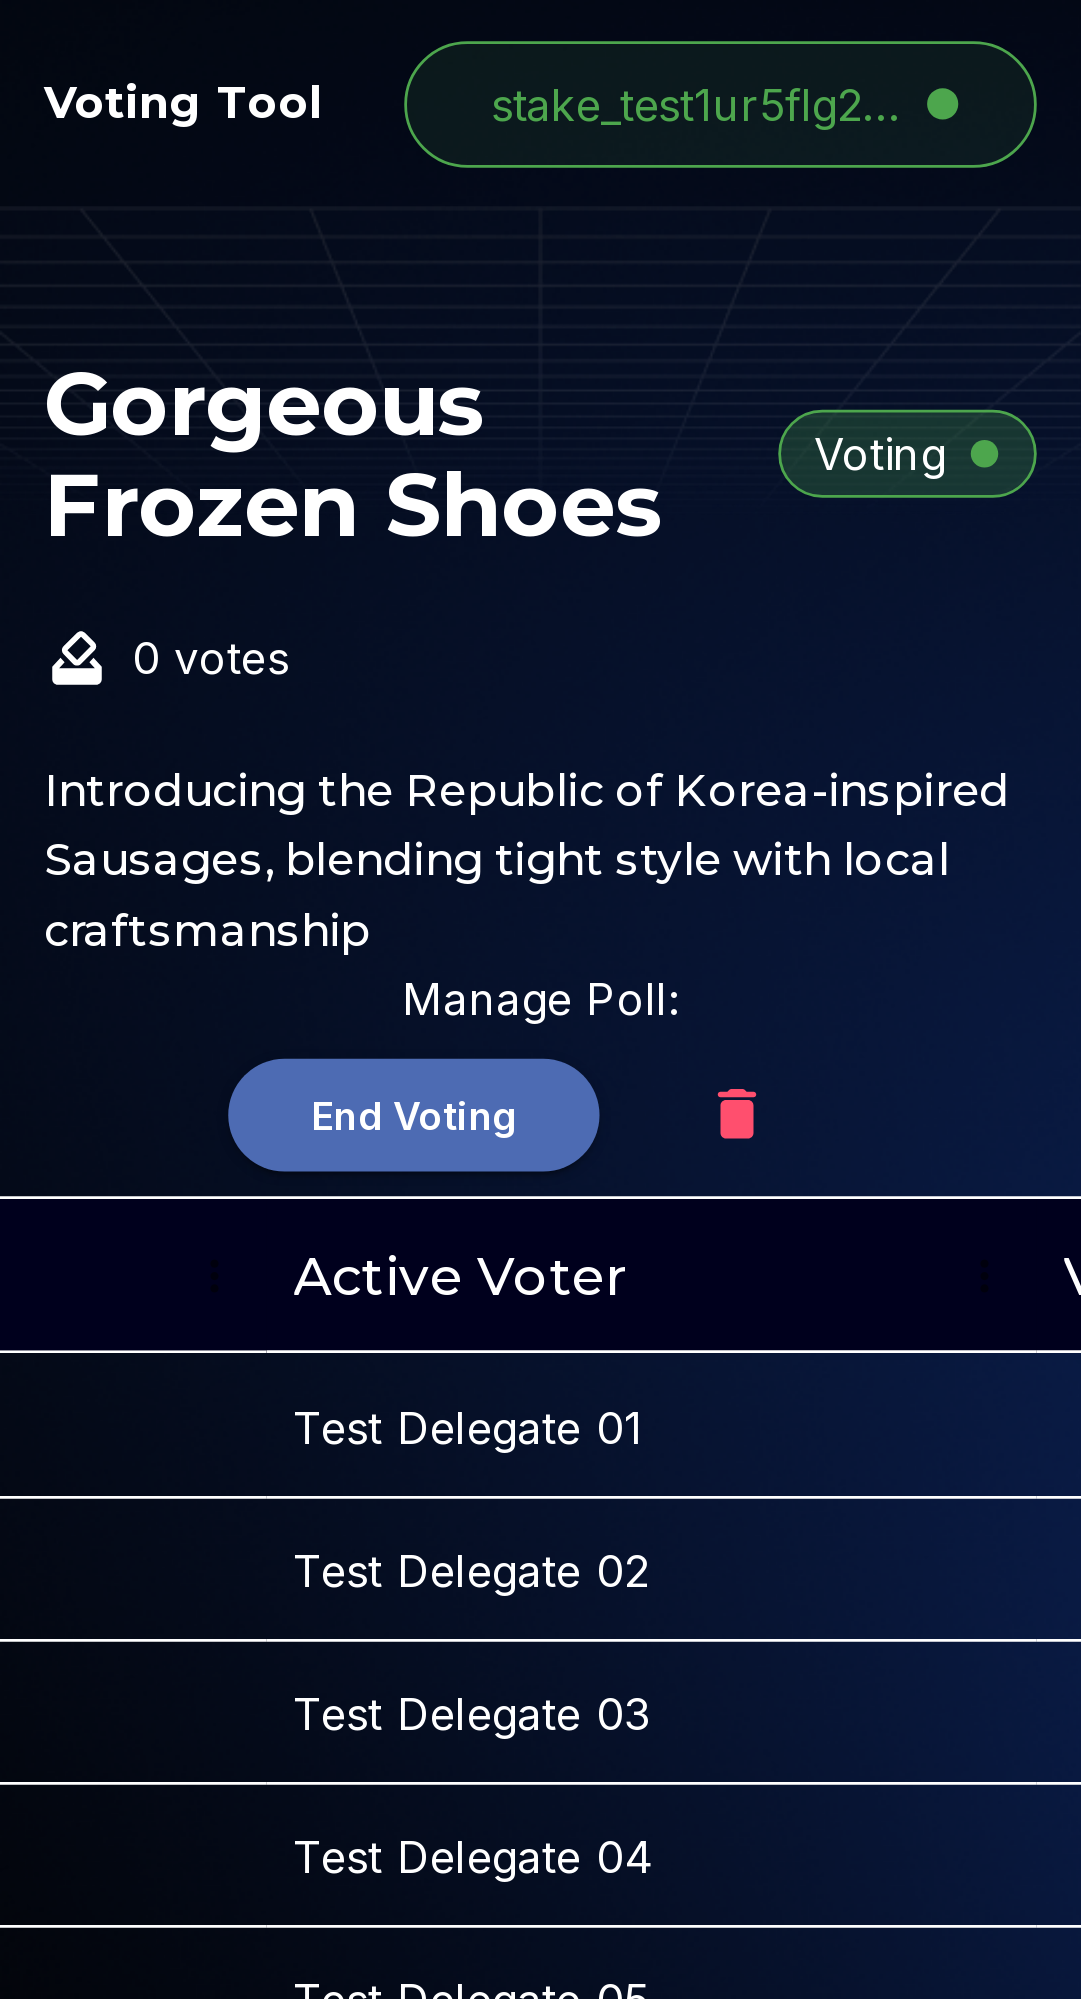 Voting Tool
stake_test1ur5flg2...
Gorgeous
Frozen Shoes
Voting
0 votes
Introducing the Republic of Korea-inspired
Sausages, blending tight style with local
craftsmanship
Manage Poll:
End Voting
Active Voter
Test Delegate 01
Test Delegate 02
Test Delegate 03
Test Delegate 04
Test Delegate 05